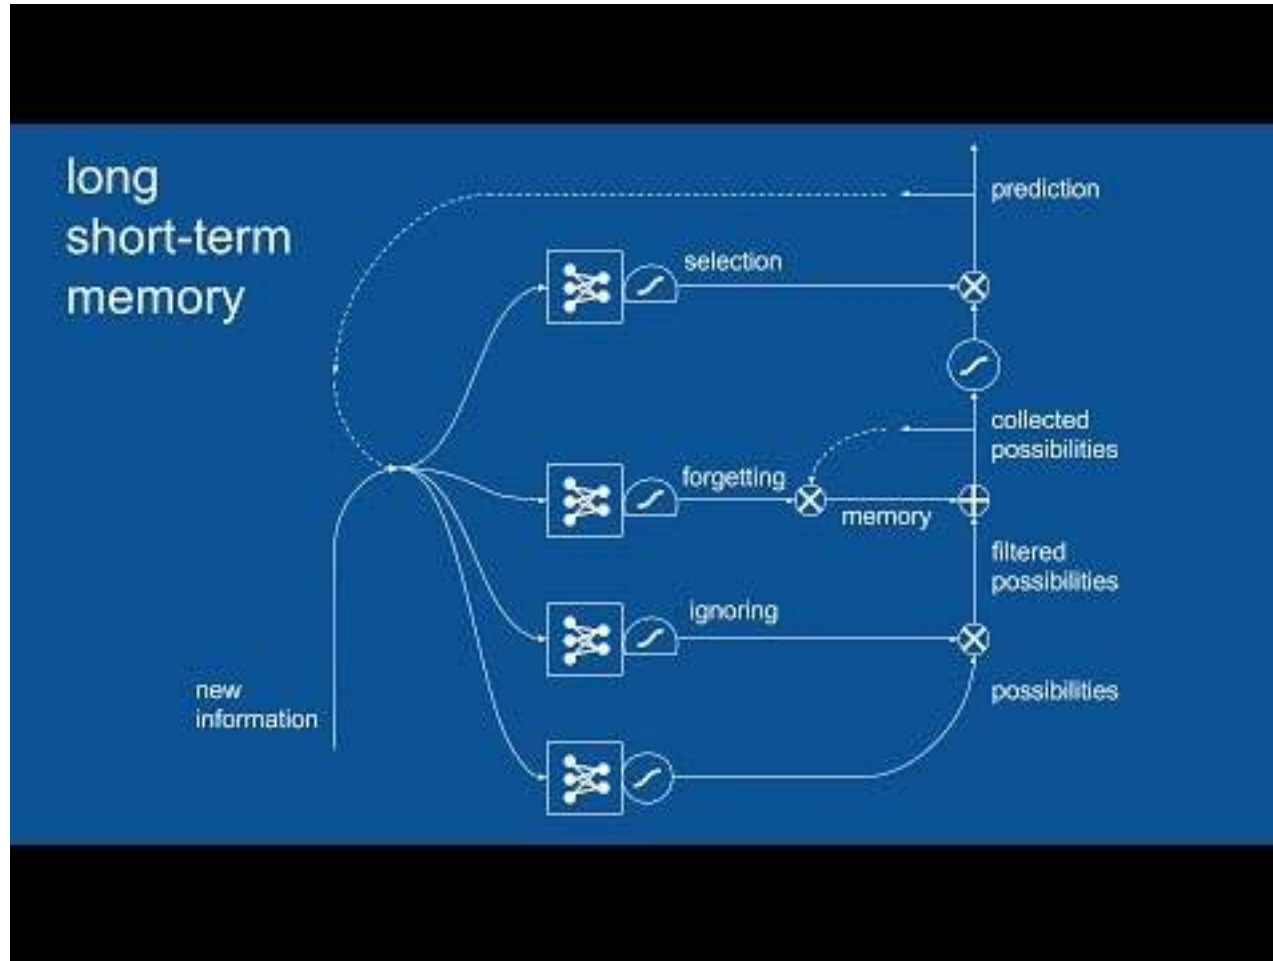 long
short-term
memory
prediction
selection
collected
possibilities
forgetting
memory
filtered
possibilities
ignoring
new
information
possibilities